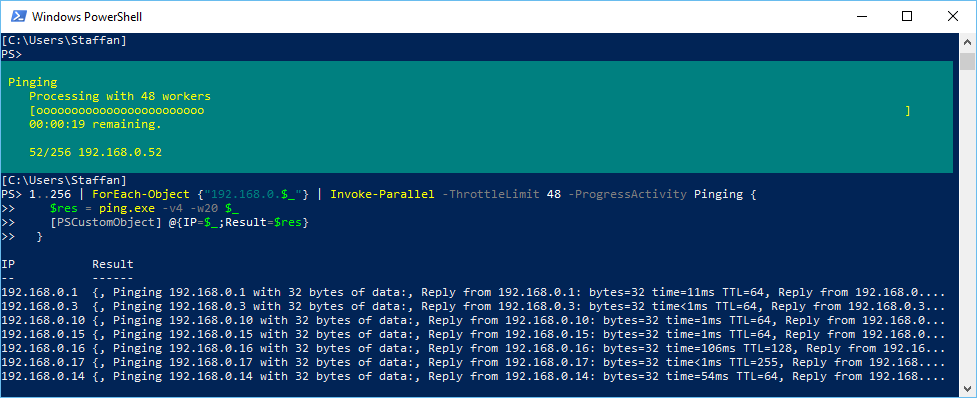 Windows PowerShell
[C:\Users\Staffan]
PS>
Pinging
Processing with 48 workers
[oooooooooooooooooooooooo ]
00:00:19 remaining.
52/256 192.168.0.52
[C:\Users\Staffan]
PS> 1..256 | ForEach-Object {"192.168.0.$_"} | Invoke-Parallel -ThrottleLimit 48 -ProgressActivity Pinging {
>> $res = ping.exe -v4 -w20 $_
>> [PSCustomObject] @{IP=$_;Result=$res}
>> }
IP Result
-- ------
192.168.0.1 {, Pinging 192.168.0.1 with 32 bytes of data:, Reply from 192.168.0.1: bytes=32 time=11ms TTL=64, Reply from 192.168.0....
192.168.0.3 {, Pinging 192.168.0.3 with 32 bytes of data:, Reply from 192.168.0.3: bytes=32 time<1ms TTL=64, Reply from 192.168.0.3...
192.168.0.10 {, Pinging 192.168.0.10 with 32 bytes of data:, Reply from 192.168.0.10: bytes=32 time=1ms TTL=64, Reply from 192.168.0...
192.168.0.15 {, Pinging 192.168.0.15 with 32 bytes of data:, Reply from 192.168.0.15: bytes=32 time=1ms TTL=64, Reply from 192.168.0...
192.168.0.16 {, Pinging 192.168.0.16 with 32 bytes of data:, Reply from 192.168.0.16: bytes=32 time=106ms TTL=128, Reply from 192.16...
192.168.0.17 {, Pinging 192.168.0.17 with 32 bytes of data:, Reply from 192.168.0.17: bytes=32 time<1ms TTL=255, Reply from 192.168....
192.168.0.14 {, Pinging 192.168.0.14 with 32 bytes of data:, Reply from 192.168.0.14: bytes=32 time=54ms TTL=64, Reply from 192.168....